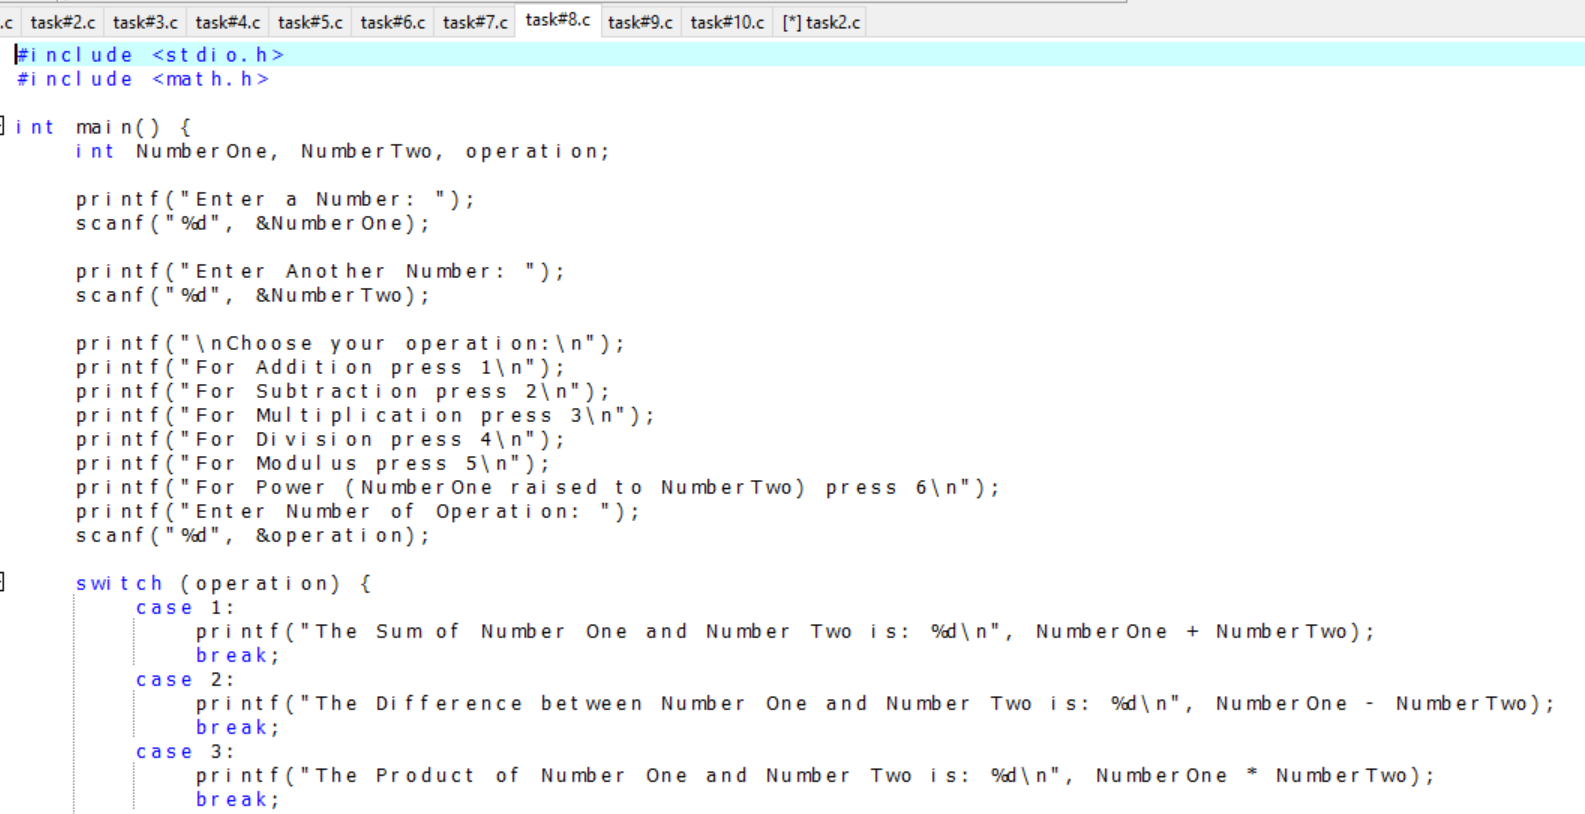 .c task#2.c task#3.c task#4.c task#5.c task#6.c task#7.c task#8.c task#9.c task#10.c [*] task2.c
#include <stdio.h>
#include <math.h>
int main() {
int NumberOne, NumberTwo, operation;
printf("Enter a Number: ");
scanf("%d", &NumberOne);
printf("Enter Another Number: ");
scanf("%d", &NumberTwo);
printf("\nChoose your operation:\n");
printf("For Addition press 1\n");
printf("For Subtraction press 2\n");
printf("For Multiplication press 3\n");
printf("For Division press 4\n");
printf("For Modulus press 5\n");
printf("For Power (NumberOne raised to NumberTwo) press 6\n");
printf("Enter Number of Operation: ");
scanf("%d", &operation);
switch (operation) {
case 1:
printf("The Sum of Number One and Number Two is: %d\n", NumberOne + NumberTwo);
break;
case 2:
printf("The Difference between Number One and Number Two is: %d\n", NumberOne - NumberTwo);
break;
case 3:
printf("The Product of Number One and Number Two is: %d\n", NumberOne * NumberTwo);
break;